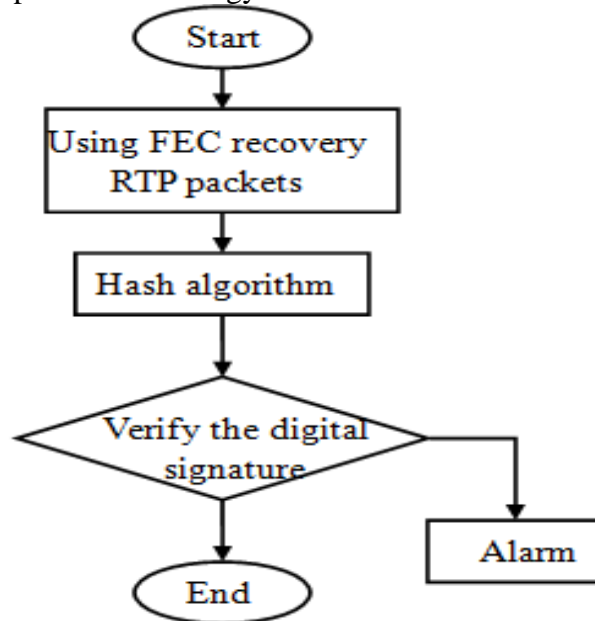 Start
Using FEC recovery
RTP packets
Hash algorithm
Verify the digital
signature
Alarm
End